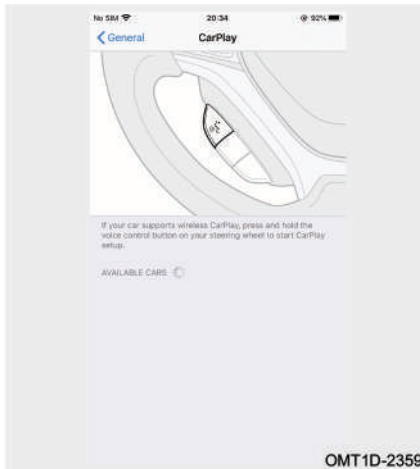 No SIM 20:34 92%
General CarPlay
If your car supports wireless CarPlay, press and hold the
voice control button on your steering wheel to start CarPlay
setup.
AVAILABLE CARS
OMT1D-2359